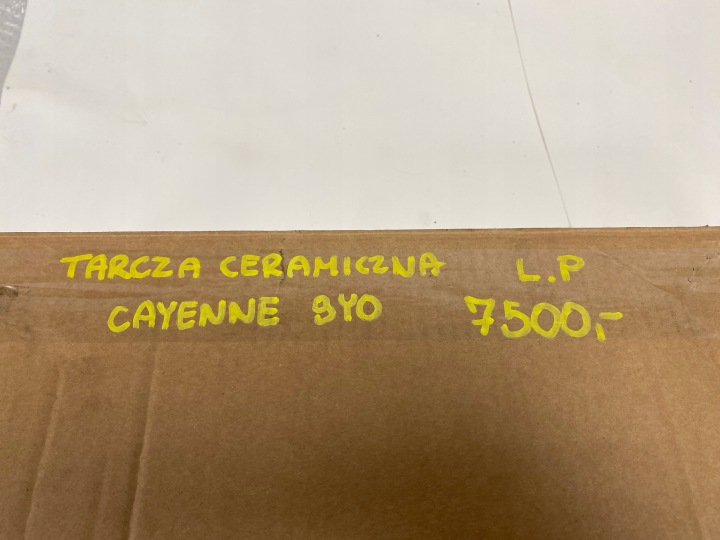 TARCZA CERAMICZNA L.P
CAYENNE 9Y0 7500,-